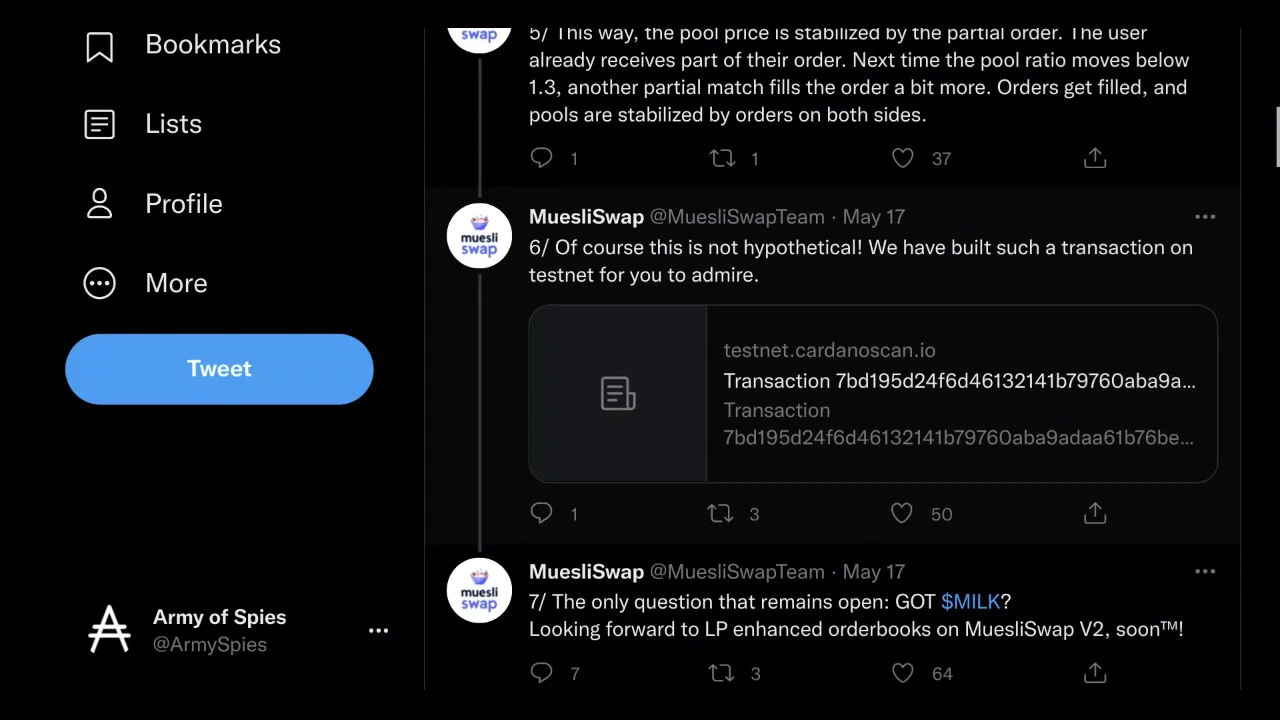 Bookmarks
Lists
Profile
More
Tweet
Army of Spies
@ArmySpies
swap
5/ This way, the pool price is stabilized by the partial order. The user
already receives part of their order. Next time the pool ratio moves below
1.3, another partial match fills the order a bit more. Orders get filled, and
pools are stabilized by orders on both sides.
1 1 37
muesli
swap
MuesliSwap @MuesliSwapTeam · May 17
6/ Of course this is not hypothetical! We have built such a transaction on
testnet for you to admire.
testnet.cardanoscan.io
Transaction 7bd195d24f6d46132141b79760aba9a...
Transaction
7bd195d24f6d46132141b79760aba9adaa61b76be...
1 3 50
muesli
swap
MuesliSwap @MuesliSwapTeam · May 17
7/ The only question that remains open: GOT $MILK?
Looking forward to LP enhanced orderbooks on MuesliSwap V2, soon™!
7 3 64